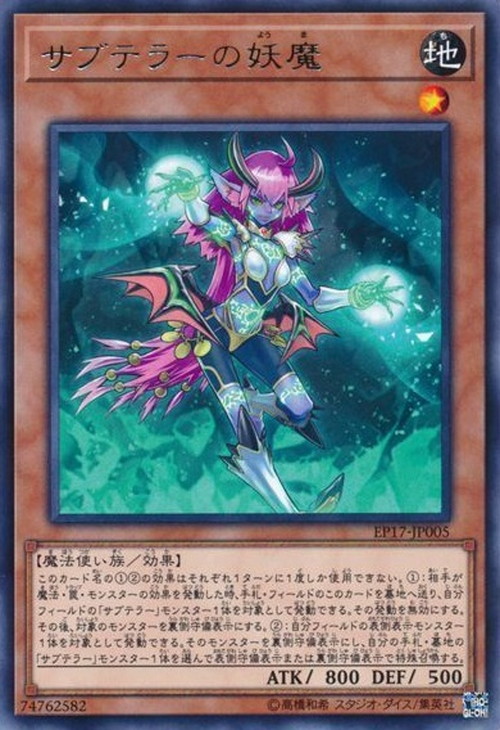 サブテラーの妖魔
地
EP17-JP005
【魔法使い族／効果】
このカード名の①②の効果はそれぞれ１ターンに１度しか使用できない。①：相手が
魔法・罠・モンスターの効果を発動した時、手札・フィールドのこのカードを墓地へ送り、自分
フィールドの「サブテラー」モンスター１体を対象として発動できる。その発動を無効にする。
その後、対象のモンスターを裏側守備表示にする。②：自分フィールドの表側表示モンスタ
ー１体を対象として発動できる。そのモンスターを裏側守備表示にし、自分の手札・墓地の
「サブテラー」モンスター１体を選んで表側守備表示または裏側守備表示で特殊召喚する。
ATK/ 800 DEF/ 500
74762582 ©高橋和希 スタジオ・ダイス/集英社